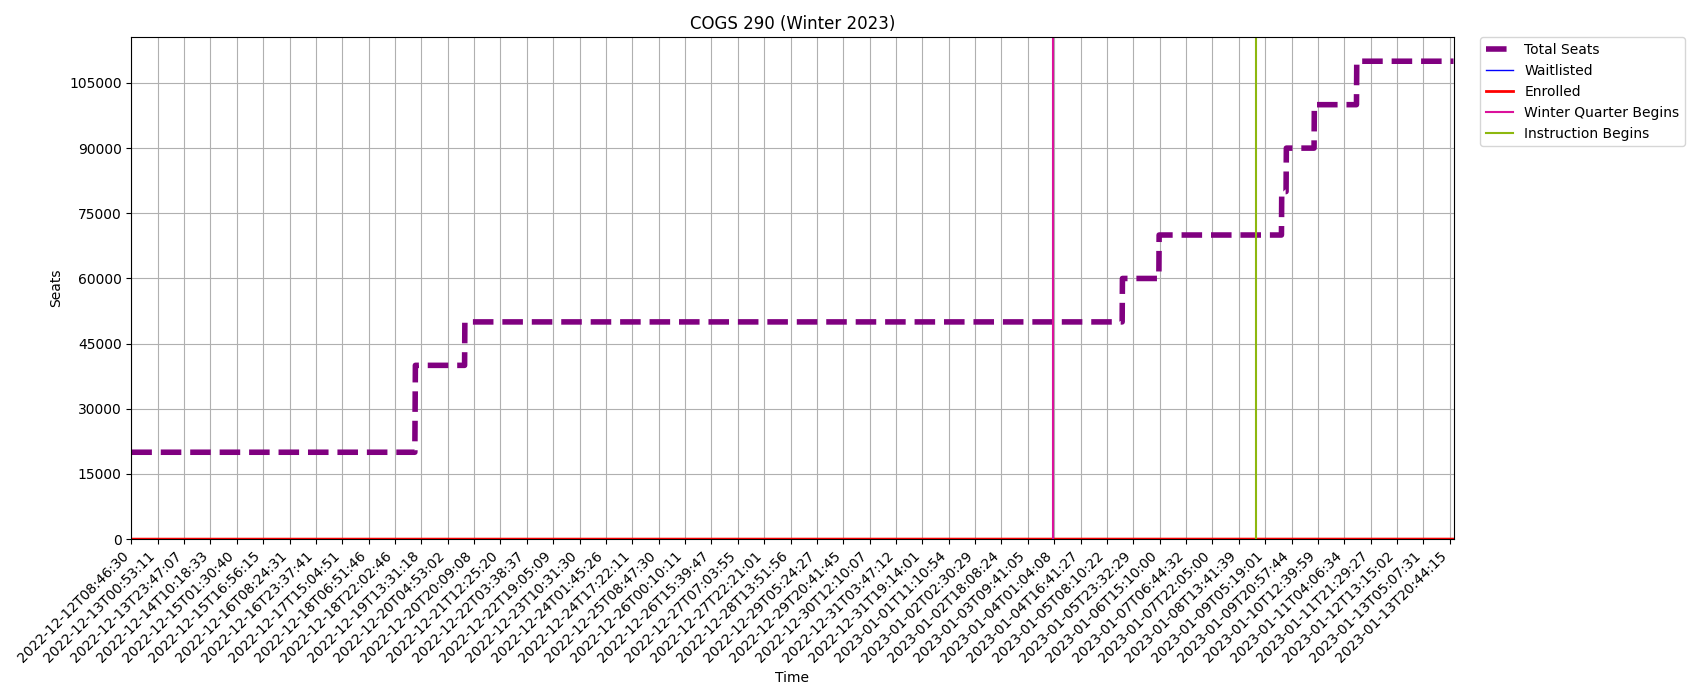 COGS 290 (Winter 2023)
Total Seats
Waitlisted
Enrolled
Winter Quarter Begins
Instruction Begins
105000
90000
75000
60000
45000
30000
15000
0
Seats
2022-12-12T08:46:30
2022-12-13T00:53:11
2022-12-13T23:47:07
2022-12-14T10:18:33
2022-12-15T01:30:40
2022-12-15T16:56:15
2022-12-16T08:24:31
2022-12-16T23:37:41
2022-12-17T15:04:51
2022-12-18T06:51:46
2022-12-18T22:02:46
2022-12-19T13:31:18
2022-12-20T04:53:02
2022-12-20T20:09:08
2022-12-21T12:25:20
2022-12-22T03:38:37
2022-12-22T19:05:09
2022-12-23T10:31:30
2022-12-24T01:45:26
2022-12-24T17:22:11
2022-12-25T08:47:30
2022-12-26T00:10:11
2022-12-26T15:39:47
2022-12-27T07:03:55
2022-12-27T22:21:01
2022-12-28T13:51:56
2022-12-29T05:24:27
2022-12-29T20:41:45
2022-12-30T12:10:07
2022-12-31T03:47:12
2022-12-31T19:14:01
2023-01-01T11:10:54
2023-01-02T02:30:29
2023-01-02T18:08:24
2023-01-03T09:41:05
2023-01-04T01:04:08
2023-01-04T16:41:27
2023-01-05T08:10:22
2023-01-05T23:32:29
2023-01-06T15:10:00
2023-01-07T06:44:32
2023-01-07T22:05:00
2023-01-08T13:41:39
2023-01-09T05:19:01
2023-01-09T20:57:44
2023-01-10T12:39:59
2023-01-11T04:06:34
2023-01-11T21:29:27
2023-01-12T13:15:02
2023-01-13T05:07:31
2023-01-13T20:44:15
Time